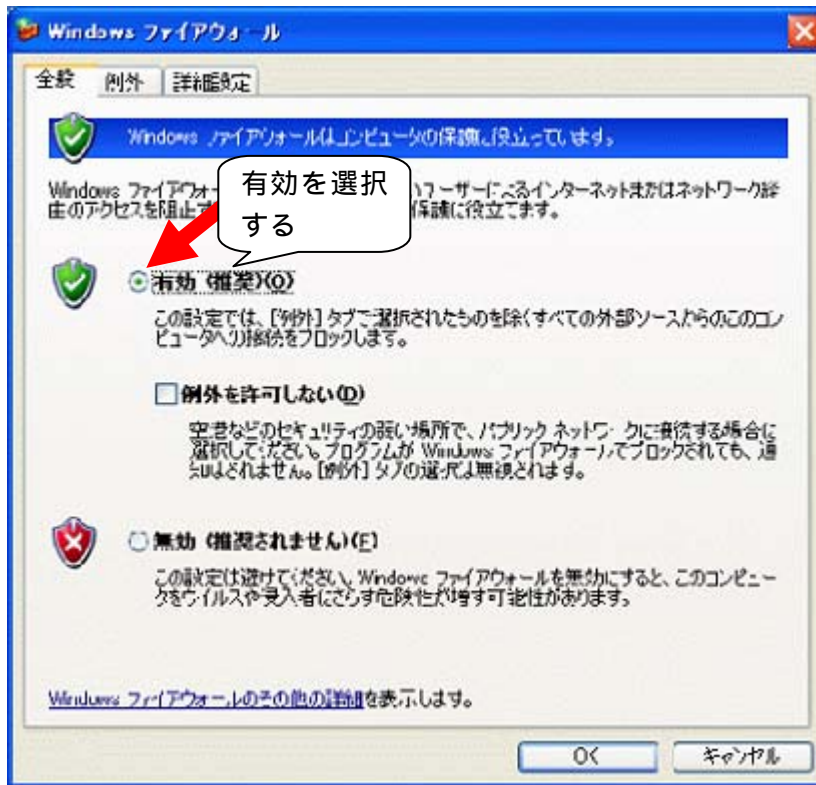 Windows ファイアウォール
全般 例外 詳細設定
Windows ファイアウォールはコンピュータの保護に役立っています。
Windows ファイアウォー ユーザーによるインターネットまたはネットワーク経
由のアクセスを阻止す 保護に役立てます。
有効を選択
する
有効 (推奨)(O)
この設定では、[例外] タブで選択されたものを除くすべての外部ソースからのこのコン
ピュータへの接続をブロックします。
例外を許可しない(D)
空港などのセキュリティの弱い場所で、パブリック ネットワークに接続する場合に
選択してください。プログラムが Windows ファイアウォールでブロックされても、通
知はされません。[例外] タブの選択は無視されます。
無効 (推奨されません)(F)
この設定は避けてください。Windows ファイアウォールを無効にすると、このコンピュー
タをウイルスや侵入者にさらす危険性が増す可能性があります。
Windows ファイアウォールのその他の詳細を表示します。
OK キャンセル